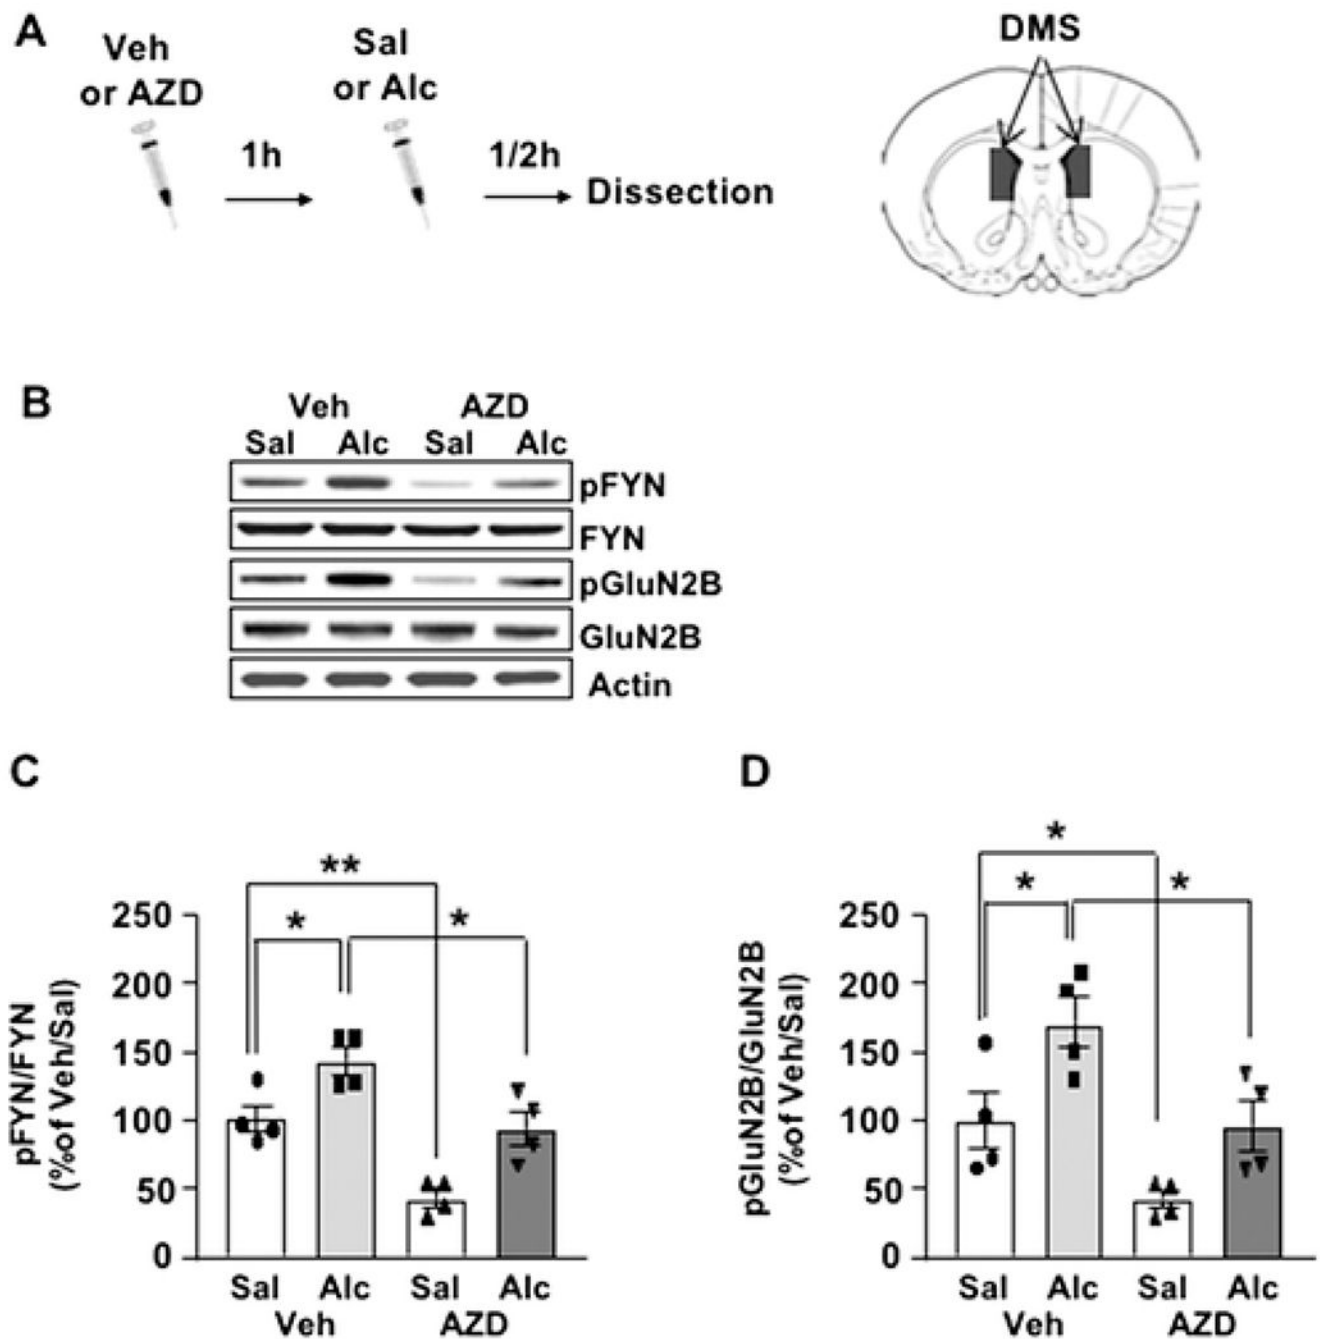 A
Veh
or AZD
1h
Sal
or Alc
1/2h
Dissection
DMS
B
Veh AZD
Sal Alc Sal Alc
pFYN
FYN
pGluN2B
GluN2B
Actin
C
**
*
*
250
200
150
100
50
0
pFYN/FYN
(%of Veh/Sal)
Sal Alc Sal Alc
Veh AZD
D
*
*
*
250
200
150
100
50
0
pGluN2B/GluN2B
(%of Veh/Sal)
Sal Alc Sal Alc
Veh AZD